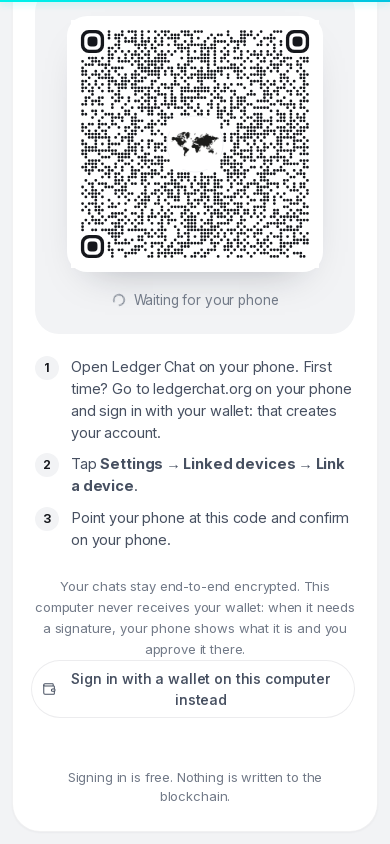 Waiting for your phone
1 Open Ledger Chat on your phone. First
time? Go to ledgerchat.org on your phone
and sign in with your wallet: that creates
your account.
2 Tap Settings → Linked devices → Link
a device.
3 Point your phone at this code and confirm
on your phone.
Your chats stay end-to-end encrypted. This
computer never receives your wallet: when it needs
a signature, your phone shows what it is and you
approve it there.
Sign in with a wallet on this computer
instead
Signing in is free. Nothing is written to the
blockchain.